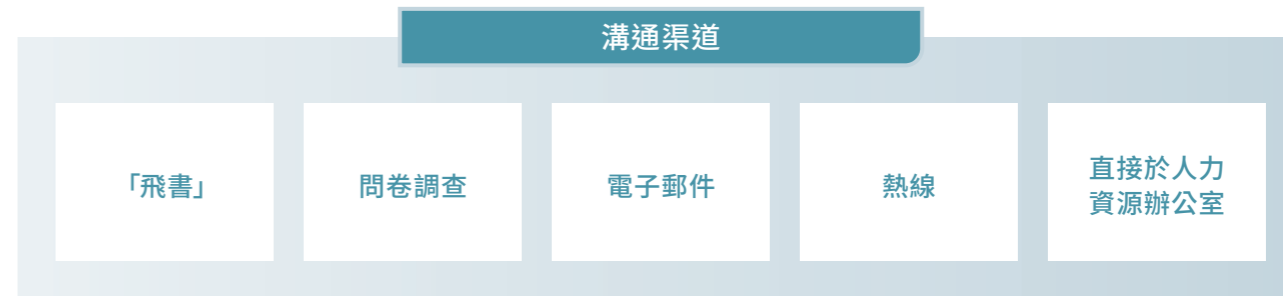 溝通渠道
「飛書」
問卷調查
電子郵件
熱線
直接於人力
資源辦公室